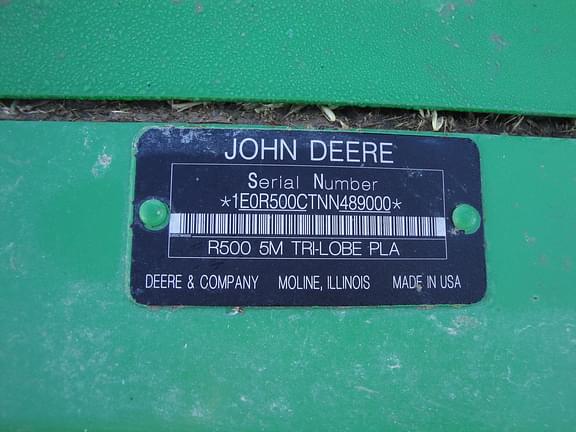 JOHN DEERE
Serial Number
*1E0R500CTNN489000*
R500 5M TRI-LOBE PLA
DEERE & COMPANY MOLINE, ILLINOIS MADE IN USA